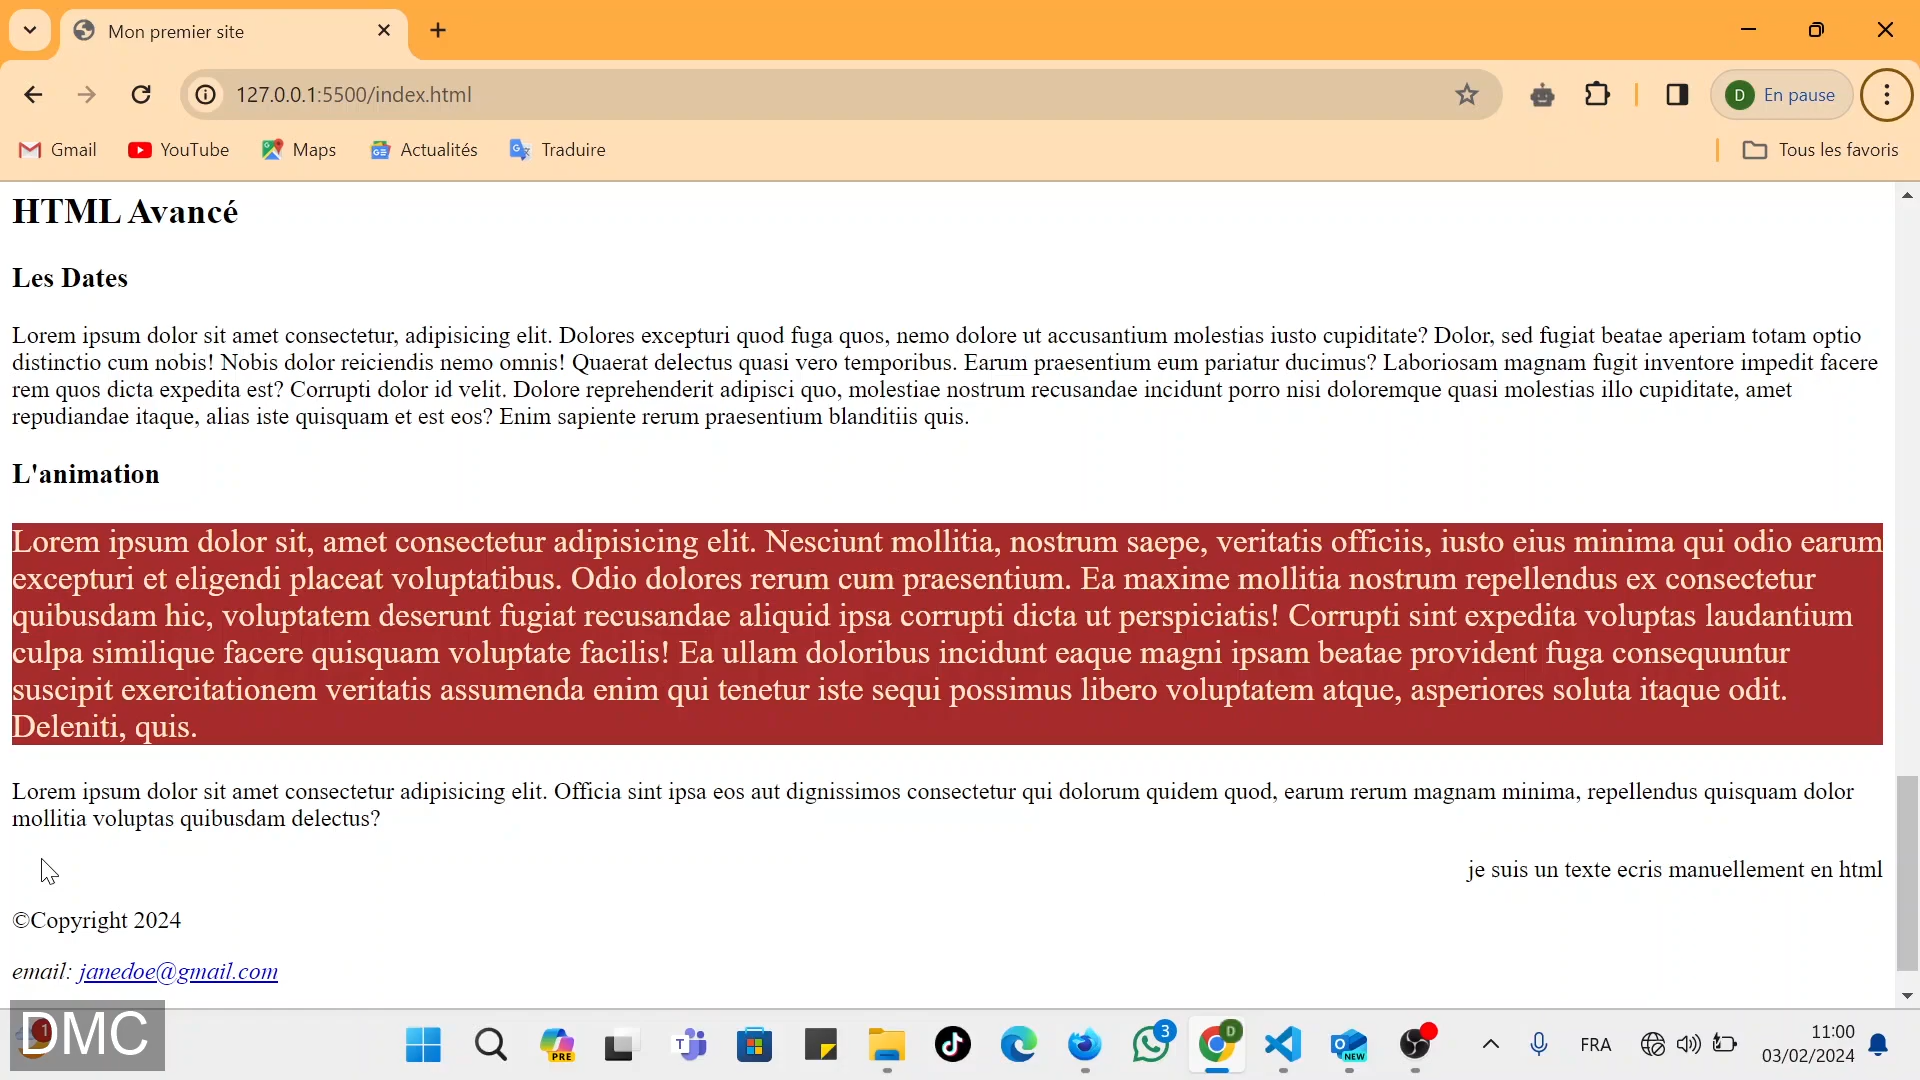 Mon premier site
127.0.0.1:5500/index.html
D En pause
Gmail YouTube Maps Actualités Traduire Tous les favoris
HTML Avancé
Les Dates
Lorem ipsum dolor sit amet consectetur, adipisicing elit. Dolores excepturi quod fuga quos, nemo dolore ut accusantium molestias iusto cupiditate? Dolor, sed fugiat beatae aperiam totam optio
distinctio cum nobis! Nobis dolor reiciendis nemo omnis! Quaerat delectus quasi vero temporibus. Earum praesentium eum pariatur ducimus? Laboriosam magnam fugit inventore impedit facere
rem quos dicta expedita est? Corrupti dolor id velit. Dolore reprehenderit adipisci quo, molestiae nostrum recusandae incidunt porro nisi doloremque quasi molestias illo cupiditate, amet
repudiandae itaque, alias iste quisquam et est eos? Enim sapiente rerum praesentium blanditiis quis.
L'animation
Lorem ipsum dolor sit, amet consectetur adipisicing elit. Nesciunt mollitia, nostrum saepe, veritatis officiis, iusto eius minima qui odio earum
excepturi et eligendi placeat voluptatibus. Odio dolores rerum cum praesentium. Ea maxime mollitia nostrum repellendus ex consectetur
quibusdam hic, voluptatem deserunt fugiat recusandae aliquid ipsa corrupti dicta ut perspiciatis! Corrupti sint expedita voluptas laudantium
culpa similique facere quisquam voluptate facilis! Ea ullam doloribus incidunt eaque magni ipsam beatae provident fuga consequuntur
suscipit exercitationem veritatis assumenda enim qui tenetur iste sequi possimus libero voluptatem atque, asperiores soluta itaque odit.
Deleniti, quis.
Lorem ipsum dolor sit amet consectetur adipisicing elit. Officia sint ipsa eos aut dignissimos consectetur qui dolorum quidem quod, earum rerum magnam minima, repellendus quisquam dolor
mollitia voluptas quibusdam delectus?
je suis un texte ecris manuellement en html
©Copyright 2024
email: janedoe@gmail.com
DMC 1
PRE T 3 D O NEW FRA 11:00
03/02/2024